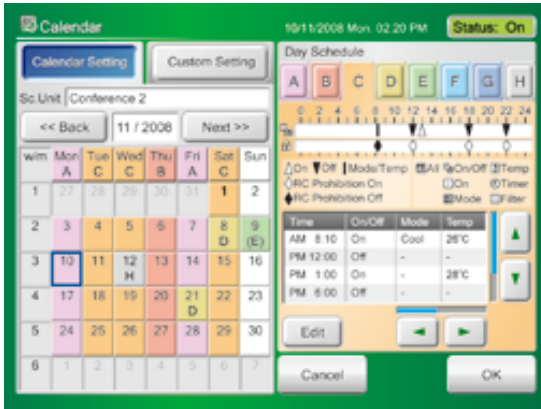 Calendar
10/11/2008 Mon. 02:20 PM Status: On
Calendar Setting Custom Setting
Day Schedule
A B C D E F G H
Sc.Unit Conference 2
<< Back 11 / 2008 Next >>
0 2 4 6 8 10 12 14 16 18 20 22 24
w/m Mon Tue Wed Thu Fri Sat Sun
A C C B A C
1 27 28 29 30 31 1 2
2 3 4 5 6 7 8 9
D (E)
3 10 11 12 13 14 15 16
H
4 17 18 19 20 21 22 23
D
5 24 25 26 27 28 29 30
6 1 2 3 4 5 6 7
On Off Mode/Temp All On/Off Temp
RC Prohibition On On Timer
RC Prohibition Off Mode Filter
Time On/Off Mode Temp
AM 8:10 On Cool 26°C
PM 12:00 Off - -
PM 1:00 On - 28°C
PM 6:00 Off - -
Edit
Cancel OK